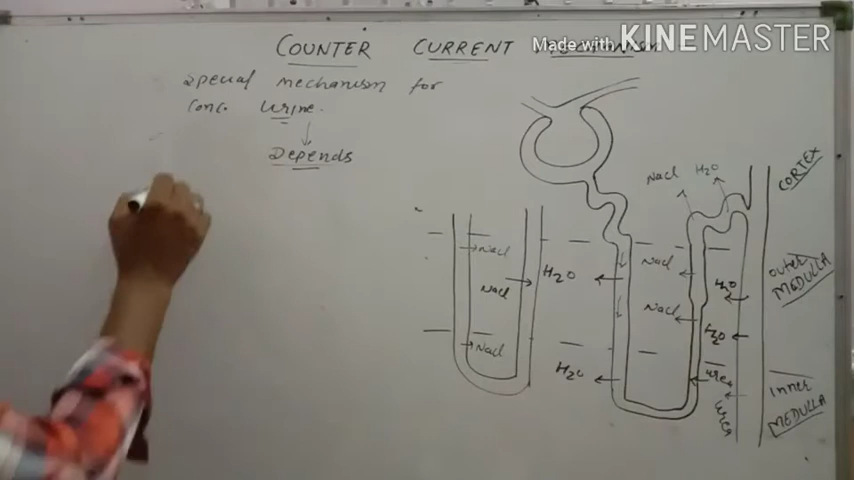 COUNTER CURRENT MECHANISM
Made with KINEMASTER
Special mechanism for
Conc. Urine.
Depends
NaCl H2O
CORTEX
NaCl
H2O
NaCl
NaCl
H2O
outer
MEDULLA
NaCl
H2O
NaCl
H2O
urea
urea
inner
MEDULLA